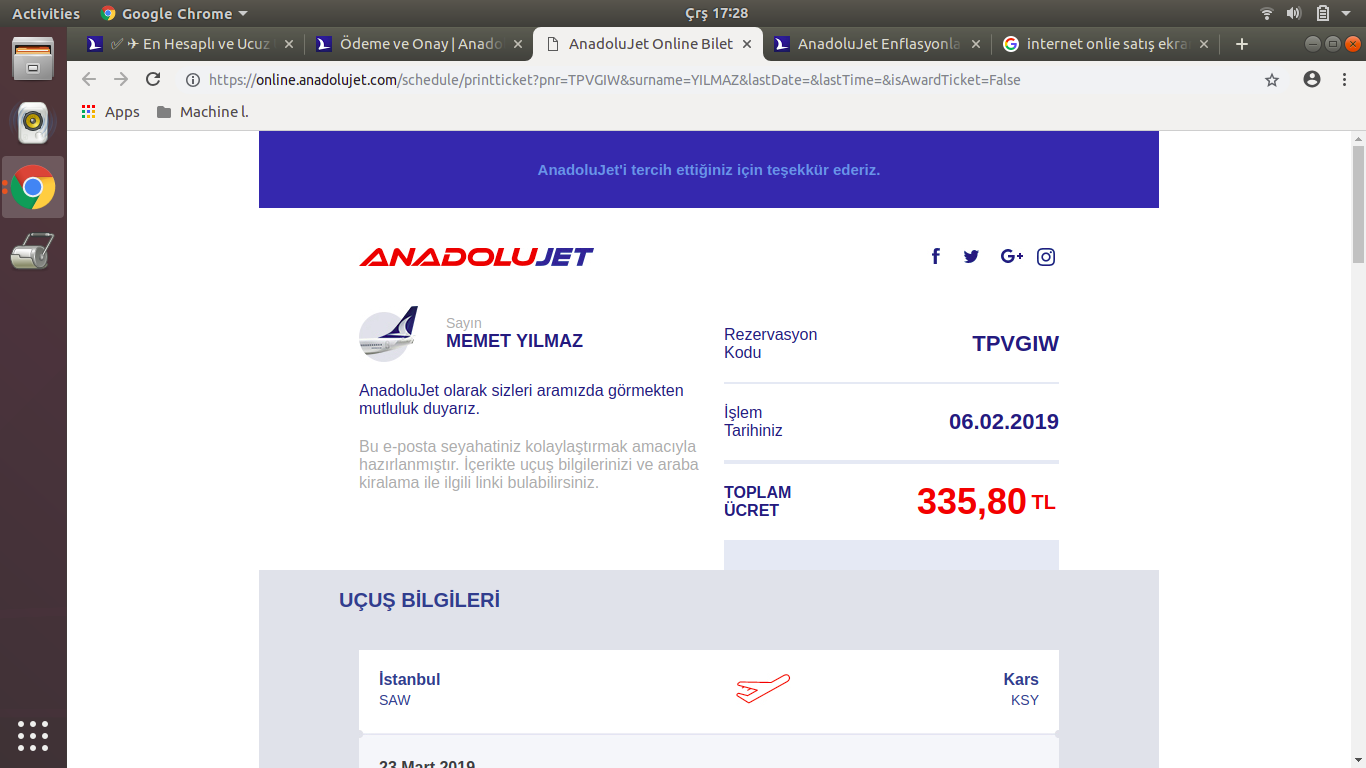 Activities
Google Chrome
Çrş 17:28
✅ ✈ En Hesaplı ve Ucuz
Ödeme ve Onay | Anado
AnadoluJet Online Bilet
AnadoluJet Enflasyonla
internet onlie satış ekra
https://online.anadolujet.com/schedule/printticket?pnr=TPVGIW&surname=YILMAZ&lastDate=&lastTime=&isAwardTicket=False
Apps
Machine l.
AnadoluJet'i tercih ettiğiniz için teşekkür ederiz.
ANADOLUJET
Sayın
MEMET YILMAZ
AnadoluJet olarak sizleri aramızda görmekten
mutluluk duyarız.
Bu e-posta seyahatiniz kolaylaştırmak amacıyla
hazırlanmıştır. İçerikte uçuş bilgilerinizi ve araba
kiralama ile ilgili linki bulabilirsiniz.
Rezervasyon
Kodu
TPVGIW
İşlem
Tarihiniz
06.02.2019
TOPLAM
ÜCRET
335,80 TL
UÇUŞ BİLGİLERİ
İstanbul
SAW
Kars
KSY
23 Mart 2019